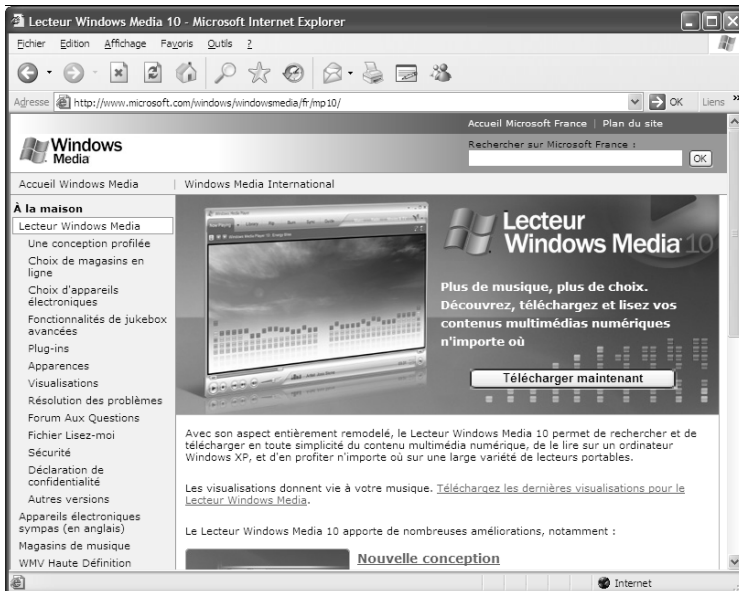 Lecteur Windows Media 10 - Microsoft Internet Explorer
Fichier Edition Affichage Favoris Outils ?
Adresse http://www.microsoft.com/windows/windowsmedia/fr/mp10/ OK Liens »
Accueil Microsoft France | Plan du site
Windows Media
Rechercher sur Microsoft France :
OK
Accueil Windows Media | Windows Media International
À la maison
Lecteur Windows Media
Une conception profilée
Choix de magasins en
ligne
Choix d'appareils
électroniques
Fonctionnalités de jukebox
avancées
Plug-ins
Apparences
Visualisations
Résolution des problèmes
Forum Aux Questions
Fichier Lisez-moi
Sécurité
Déclaration de
confidentialité
Autres versions
Appareils électroniques
sympas (en anglais)
Magasins de musique
WMV Haute Définition
Lecteur
Windows Media 10
Plus de musique, plus de choix.
Découvrez, téléchargez et lisez vos
contenus multimédias numériques
n'importe où
Télécharger maintenant
Avec son aspect entièrement remodelé, le Lecteur Windows Media 10 permet de rechercher et de
télécharger en toute simplicité du contenu multimédia numérique, de le lire sur un ordinateur
Windows XP, et d'en profiter n'importe où sur une large variété de lecteurs portables.
Les visualisations donnent vie à votre musique. Téléchargez les dernières visualisations pour le
Lecteur Windows Media.
Le Lecteur Windows Media 10 apporte de nombreuses améliorations, notamment :
Nouvelle conception
Internet